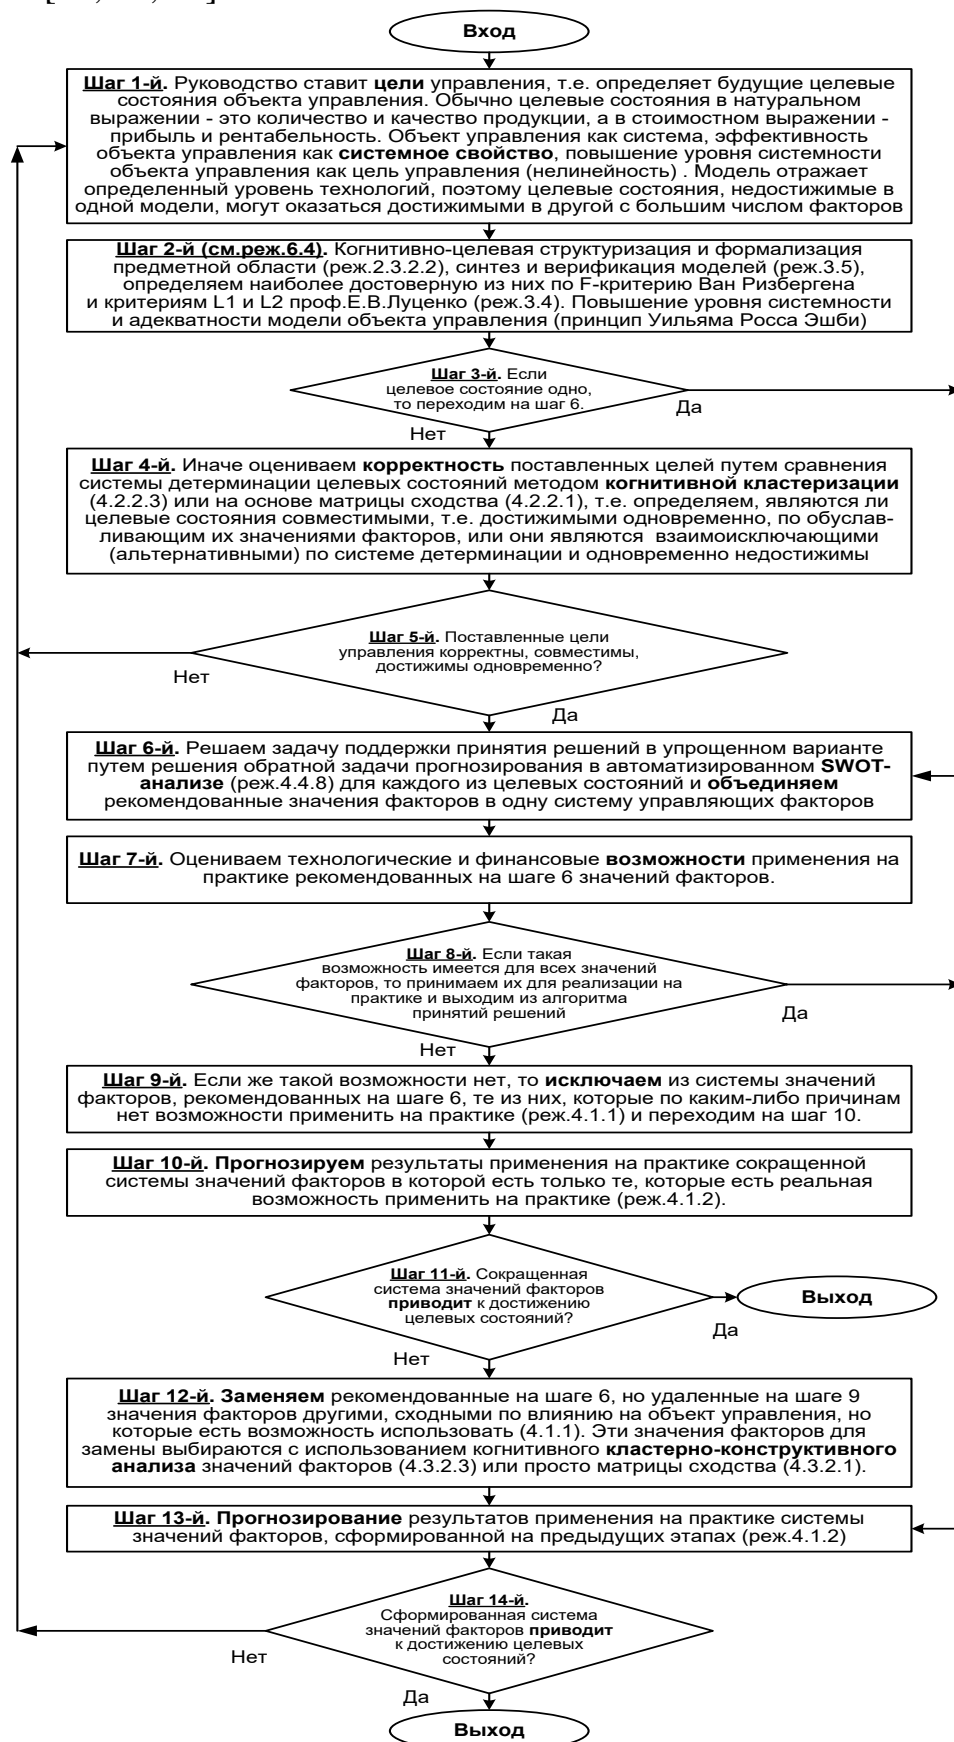 Вход
Шаг 1-й. Руководство ставит цели управления, т.е. определяет будущие целевые
состояния объекта управления. Обычно целевые состояния в натуральном
выражении - это количество и качество продукции, а в стоимостном выражении -
прибыль и рентабельность. Объект управления как система, эффективность
объекта управления как системное свойство, повышение уровня системности
объекта управления как цель управления (нелинейность) . Модель отражает
определенный уровень технологий, поэтому целевые состояния, недостижимые в
одной модели, могут оказаться достижимыми в другой с большим числом факторов
Шаг 2-й (см.реж.6.4). Когнитивно-целевая структуризация и формализация
предметной области (реж.2.3.2.2), синтез и верификация моделей (реж.3.5),
определяем наиболее достоверную из них по F-критерию Ван Ризбергена
и критериям L1 и L2 проф.Е.В.Луценко (реж.3.4). Повышение уровня системности
и адекватности модели объекта управления (принцип Уильяма Росса Эшби)
Шаг 3-й. Если
целевое состояние одно,
то переходим на шаг 6.
Да
Нет
Шаг 4-й. Иначе оцениваем корректность поставленных целей путем сравнения
системы детерминации целевых состояний методом когнитивной кластеризации
(4.2.2.3) или на основе матрицы сходства (4.2.2.1), т.е. определяем, являются ли
целевые состояния совместимыми, т.е. достижимыми одновременно, по обуслав-
ливающим их значениями факторов, или они являются взаимоисключающими
(альтернативными) по системе детерминации и одновременно недостижимы
Шаг 5-й. Поставленные цели
управления корректны, совместимы,
достижимы одновременно?
Нет
Да
Шаг 6-й. Решаем задачу поддержки принятия решений в упрощенном варианте
путем решения обратной задачи прогнозирования в автоматизированном SWOT-
анализе (реж.4.4.8) для каждого из целевых состояний и объединяем
рекомендованные значения факторов в одну систему управляющих факторов
Шаг 7-й. Оцениваем технологические и финансовые возможности применения на
практике рекомендованных на шаге 6 значений факторов.
Шаг 8-й. Если такая
возможность имеется для всех значений
факторов, то принимаем их для реализации на
практике и выходим из алгоритма
принятий решений
Да
Нет
Шаг 9-й. Если же такой возможности нет, то исключаем из системы значений
факторов, рекомендованных на шаге 6, те из них, которые по каким-либо причинам
нет возможности применить на практике (реж.4.1.1) и переходим на шаг 10.
Шаг 10-й. Прогнозируем результаты применения на практике сокращенной
системы значений факторов в которой есть только те, которые есть реальная
возможность применить на практике (реж.4.1.2).
Шаг 11-й. Сокращенная
система значений факторов
приводит к достижению
целевых состояний?
Выход
Да
Нет
Шаг 12-й. Заменяем рекомендованные на шаге 6, но удаленные на шаге 9
значения факторов другими, сходными по влиянию на объект управления, но
которые есть возможность использовать (4.1.1). Эти значения факторов для
замены выбираются с использованием когнитивного кластерно-конструктивного
анализа значений факторов (4.3.2.3) или просто матрицы сходства (4.3.2.1).
Шаг 13-й. Прогнозирование результатов применения на практике системы
значений факторов, сформированной на предыдущих этапах (реж.4.1.2)
Шаг 14-й.
Сформированная система
значений факторов приводит
к достижению целевых
состояний?
Нет
Да
Выход